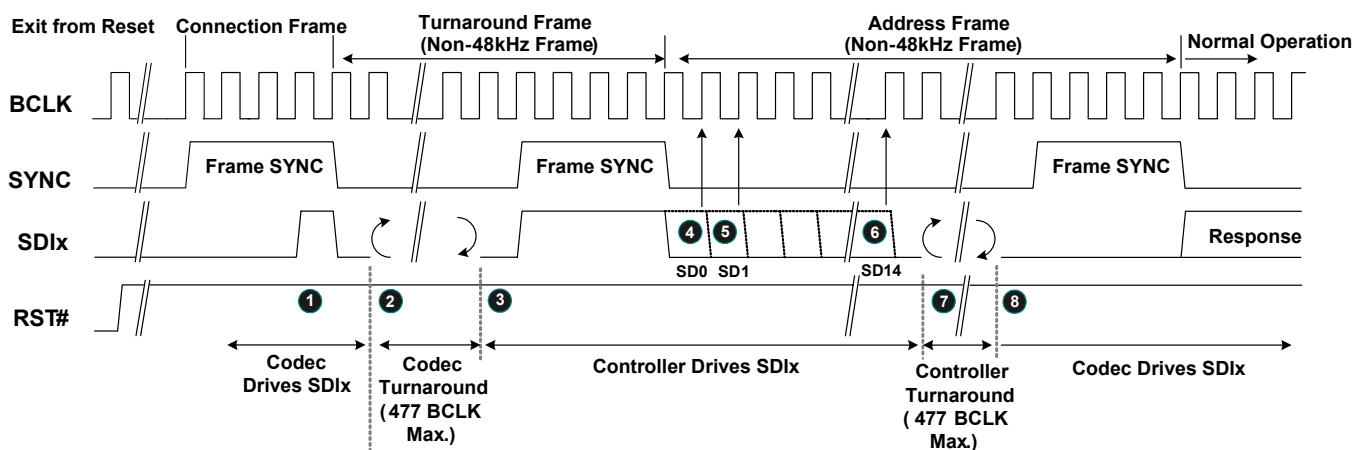 Exit from Reset
Connection Frame
Turnaround Frame
(Non-48kHz Frame)
Address Frame
(Non-48kHz Frame)
Normal Operation
BCLK
SYNC
Frame SYNC
Frame SYNC
Frame SYNC
SDIx
4
5
6
Response
SD0
SD1
SD14
RST#
1
2
3
7
8
Codec
Drives SDIx
Codec
Turnaround
( 477 BCLK
Max.)
Controller Drives SDIx
Controller
Turnaround
( 477 BCLK
Max.)
Codec Drives SDIx